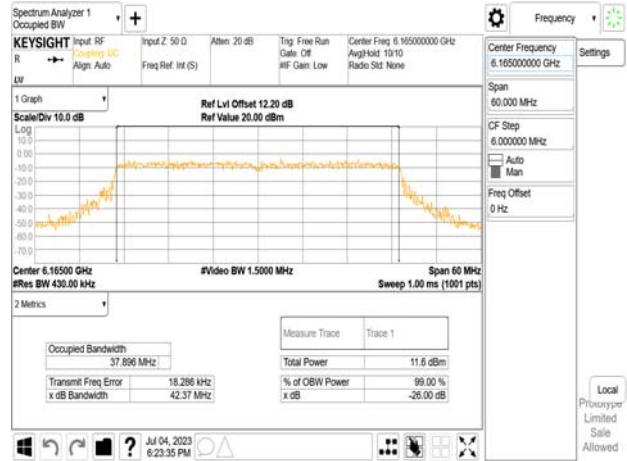 Spectrum Analyzer 1
Occupied BW
Frequency
KEYSIGHT
Input: RF
Coupling: DC
Align: Auto
Input Z: 50 Ω
Freq Ref: Int (S)
Atten: 20 dB
Trig: Free Run
Gate: Off
#IF Gain: Low
Center Freq: 6.165000000 GHz
Avg|Hold: 10/10
Radio Std: None
R
LXI
Center Frequency
6.165000000 GHz
Settings
Span
60.000 MHz
CF Step
6.000000 MHz
Auto
Man
Freq Offset
0 Hz
1 Graph
Scale/Div 10.0 dB
Ref Lvl Offset 12.20 dB
Ref Value 20.00 dBm
Log
10.0
0.00
-10.0
-20.0
-30.0
-40.0
-50.0
-60.0
-70.0
Center 6.16500 GHz
#Res BW 430.00 kHz
#Video BW 1.5000 MHz
Span 60 MHz
Sweep 1.00 ms (1001 pts)
2 Metrics
Measure Trace
Trace 1
Occupied Bandwidth
37.896 MHz
Total Power
11.6 dBm
Transmit Freq Error
18.286 kHz
% of OBW Power
99.00 %
x dB Bandwidth
42.37 MHz
x dB
-26.00 dB
Local
Prototype
Limited
Sale
Allowed
Jul 04, 2023
6:23:35 PM